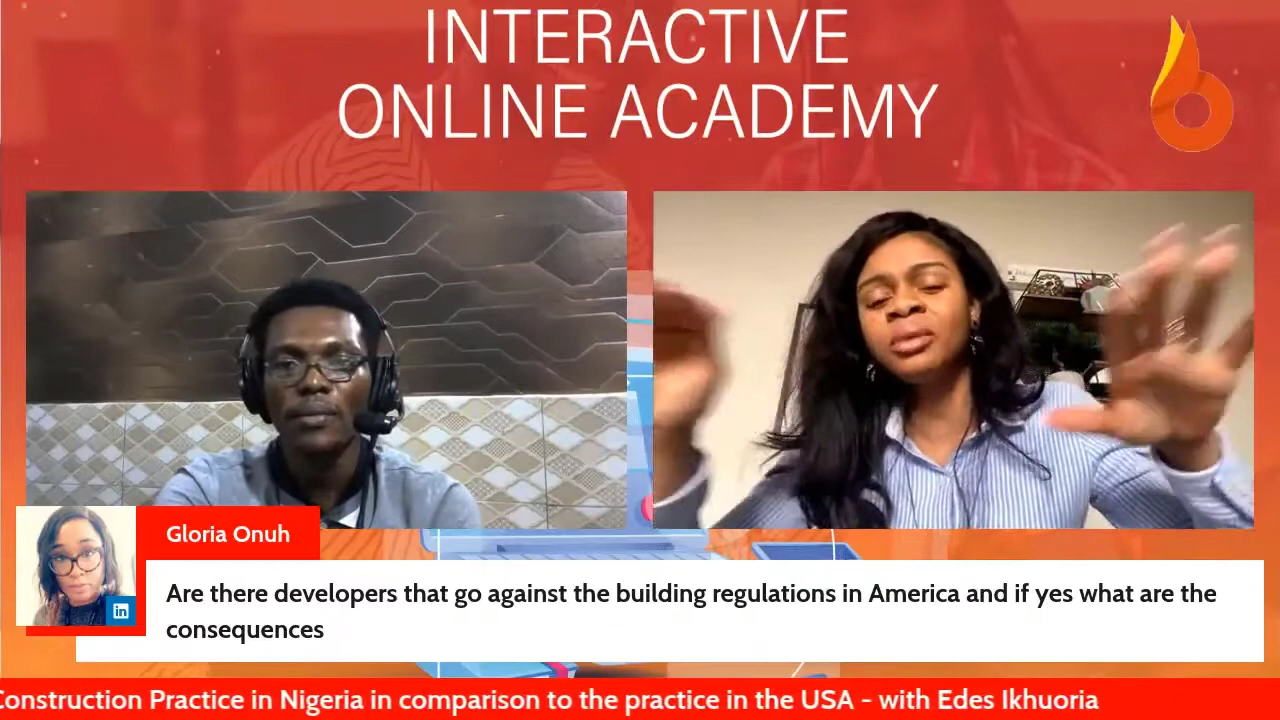 INTERACTIVE
ONLINE ACADEMY
Gloria Onuh
in
Are there developers that go against the building regulations in America and if yes what are the
consequences
Construction Practice in Nigeria in comparison to the practice in the USA - with Edes Ikhuoria